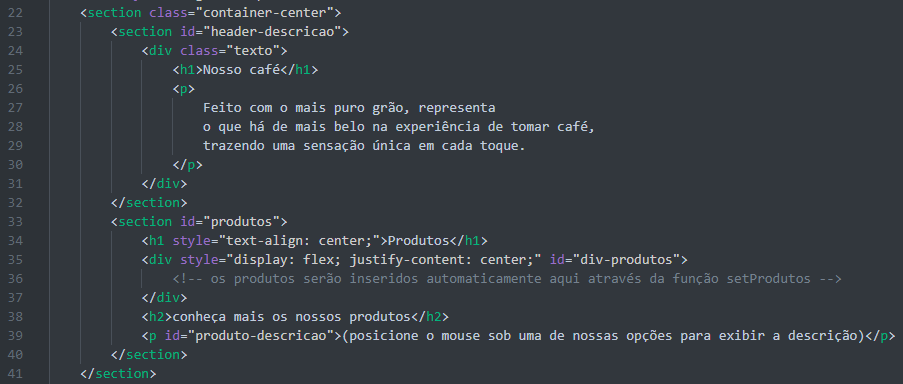 22 <section class="container-center">
23 <section id="header-descricao">
24 <div class="texto">
25 <h1>Nosso café</h1>
26 <p>
27 Feito com o mais puro grão, representa
28 o que há de mais belo na experiência de tomar café,
29 trazendo uma sensação única em cada toque.
30 </p>
31 </div>
32 </section>
33 <section id="produtos">
34 <h1 style="text-align: center;">Produtos</h1>
35 <div style="display: flex; justify-content: center;" id="div-produtos">
36 <!-- os produtos serão inseridos automaticamente aqui através da função setProdutos -->
37 </div>
38 <h2>conheça mais os nossos produtos</h2>
39 <p id="produto-descricao">(posicione o mouse sob uma de nossas opções para exibir a descrição)</p>
40 </section>
41 </section>